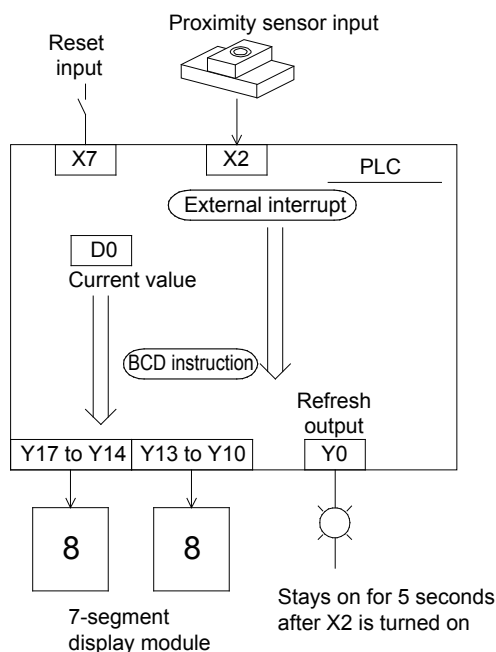 Proximity sensor input
Reset
input
X7
X2
PLC
External interrupt
D0
Current value
BCD instruction
Refresh
output
Y17 to Y14
Y13 to Y10
Y0
8
8
Stays on for 5 seconds
after X2 is turned on
7-segment
display module